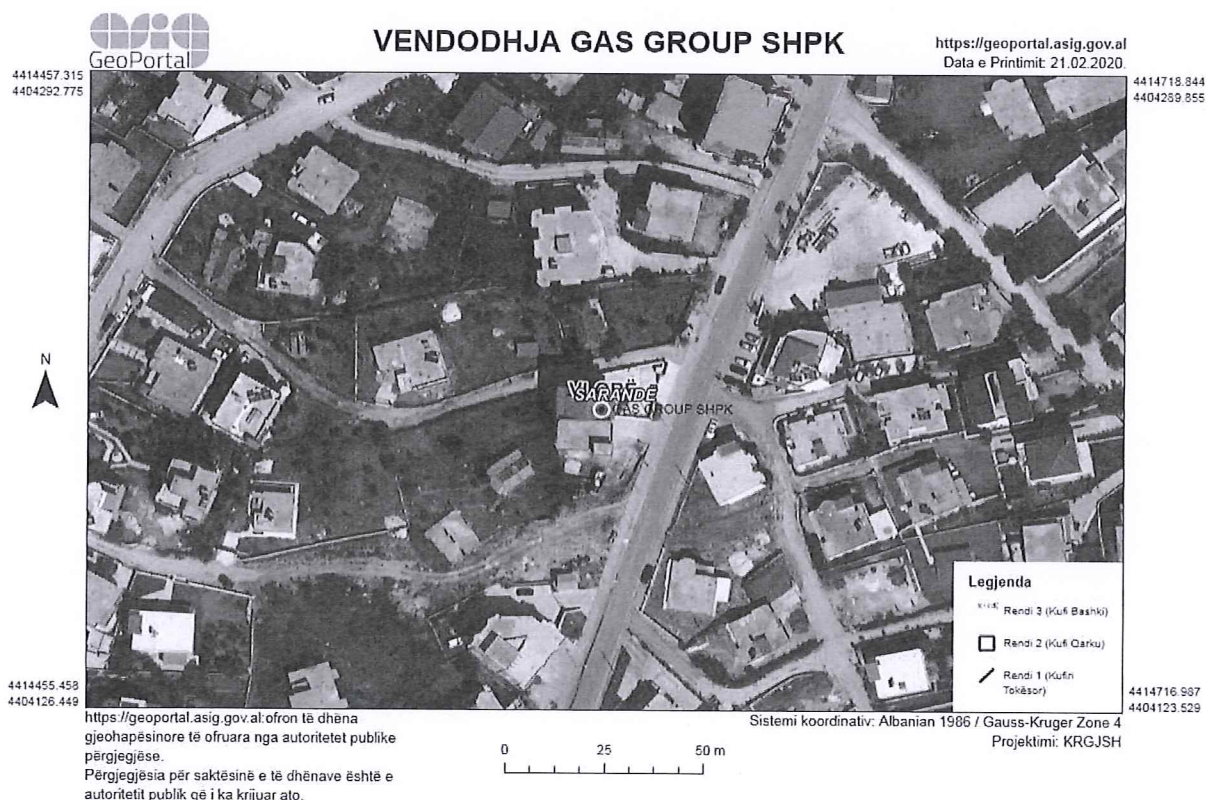 asig
GeoPortal
VENDODHJA GAS GROUP SHPK
https://geoportal.asig.gov.al
Data e Printimit: 21.02.2020.
4414457.315
4404292.775
4414718.844
4404289.855
N
SARANDË
GAS GROUP SHPK
Legjenda
Rendi 3 (Kufi Bashki)
Rendi 2 (Kufi Qarku)
Rendi 1 (Kufin
Tokësor)
4414455.458
4404126.449
4414716.987
4404123.529
https://geoportal.asig.gov.al:ofron të dhëna
gjeohapësinore të ofruara nga autoritetet publike
përgjegjëse.
Përgjegjësia për saktësinë e të dhënave është e
autoritetit publik që i ka krijuar ato.
0 25 50 m
Sistemi koordinativ: Albanian 1986 / Gauss-Kruger Zone 4
Projektimi: KRGJSH